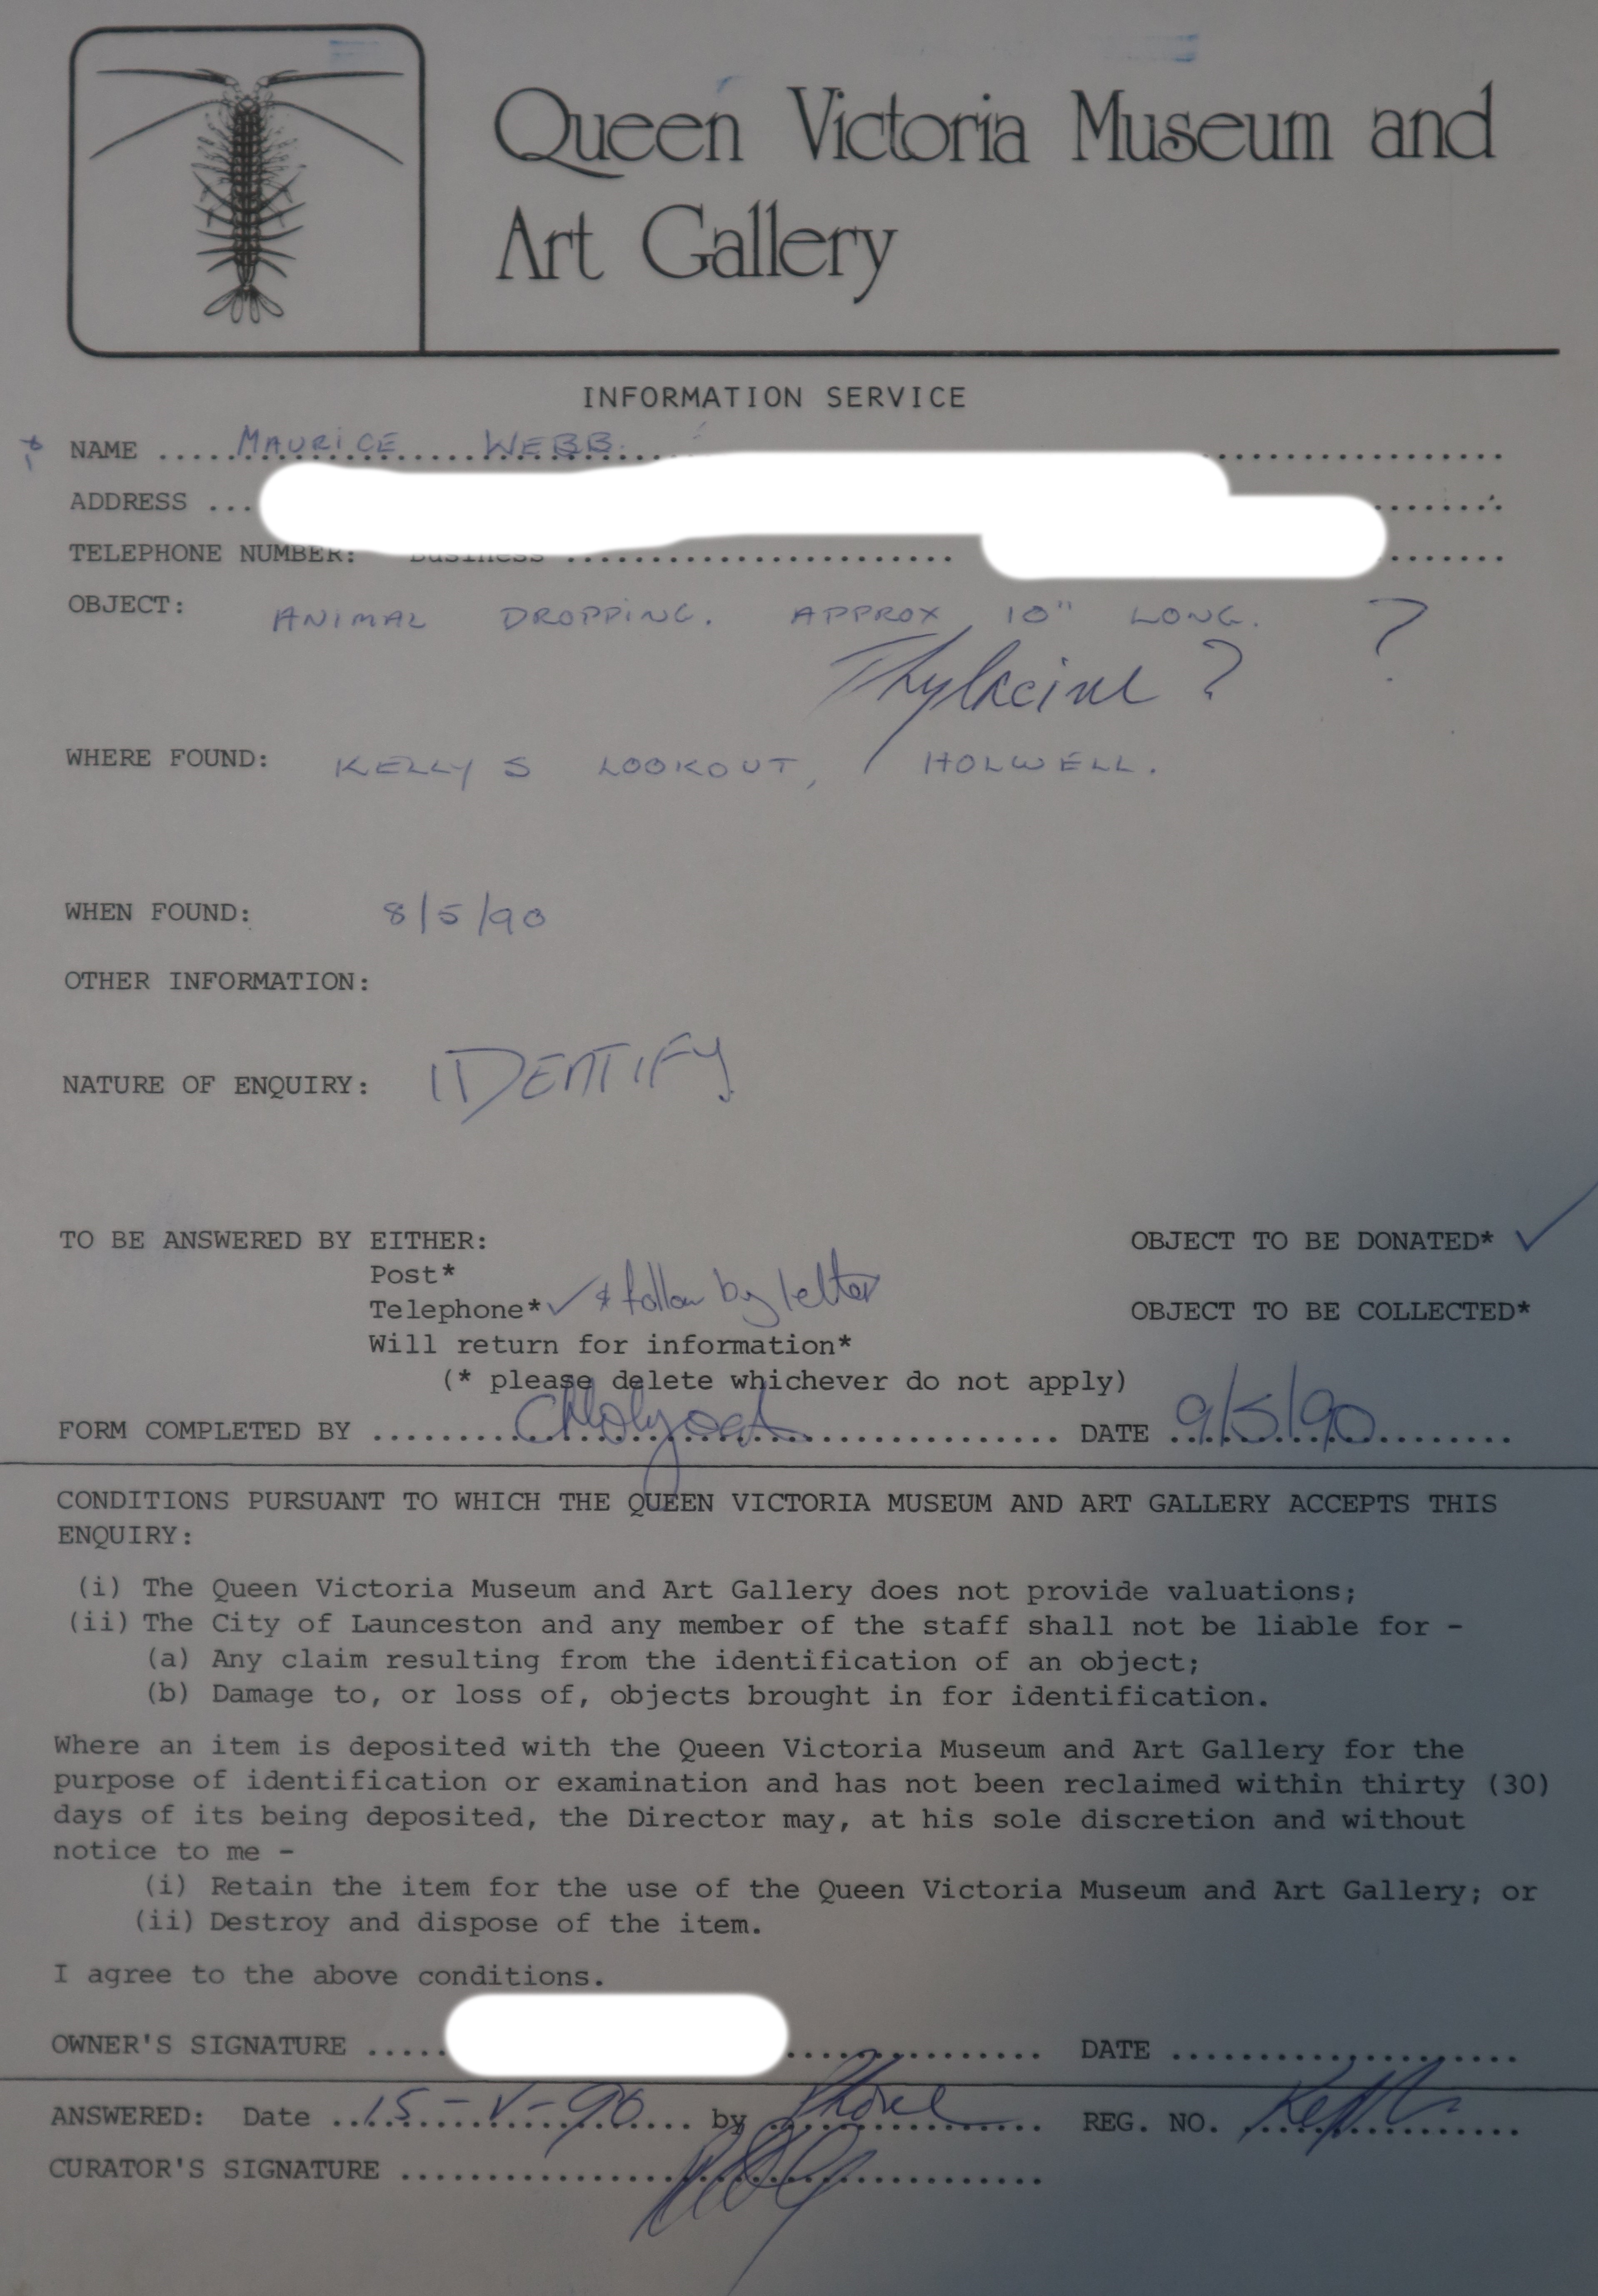 Queen Victoria Museum and
Art Gallery
INFORMATION SERVICE
NAME ....MAURICE WEBB.....
ADDRESS ...
TELEPHONE NUMBER: Business ........................
OBJECT: ANIMAL DROPPING. APPROX 10" LONG. ?
Thylacine ?
WHERE FOUND: KELLY S LOOKOUT, HOLWELL.
WHEN FOUND: 8/5/90
OTHER INFORMATION:
NATURE OF ENQUIRY: IDENTIFY
TO BE ANSWERED BY EITHER: OBJECT TO BE DONATED* ✓
Post*
Telephone* ✓ & follow by letter OBJECT TO BE COLLECTED*
Will return for information*
(* please delete whichever do not apply)
FORM COMPLETED BY .................... DATE 9/5/90
CONDITIONS PURSUANT TO WHICH THE QUEEN VICTORIA MUSEUM AND ART GALLERY ACCEPTS THIS
ENQUIRY:
(i) The Queen Victoria Museum and Art Gallery does not provide valuations;
(ii) The City of Launceston and any member of the staff shall not be liable for -
(a) Any claim resulting from the identification of an object;
(b) Damage to, or loss of, objects brought in for identification.
Where an item is deposited with the Queen Victoria Museum and Art Gallery for the
purpose of identification or examination and has not been reclaimed within thirty (30)
days of its being deposited, the Director may, at his sole discretion and without
notice to me -
(i) Retain the item for the use of the Queen Victoria Museum and Art Gallery; or
(ii) Destroy and dispose of the item.
I agree to the above conditions.
OWNER'S SIGNATURE .................... DATE ....................
ANSWERED: Date 15-V-90 by Phone REG. NO. ....................
CURATOR'S SIGNATURE ....................